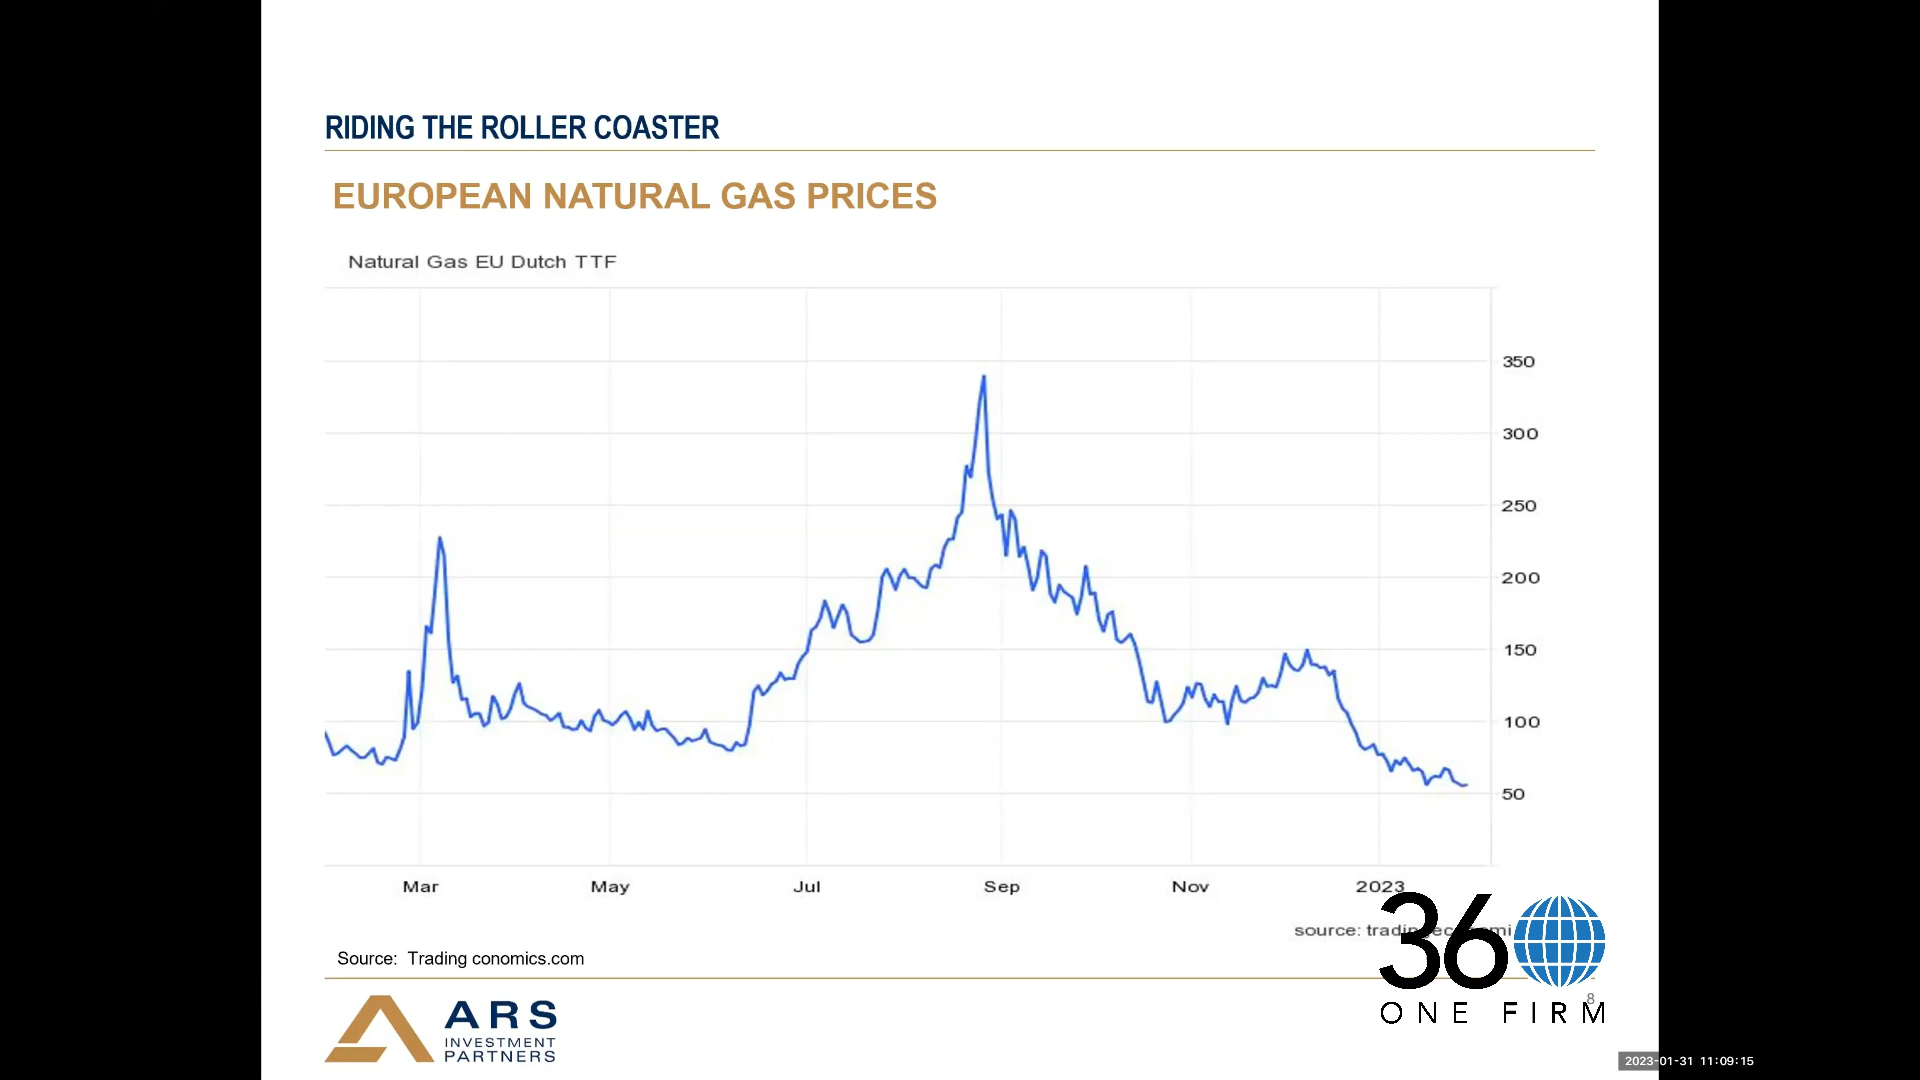 RIDING THE ROLLER COASTER
EUROPEAN NATURAL GAS PRICES
Natural Gas EU Dutch TTF
350
300
250
200
150
100
50
Mar May Jul Sep Nov 2023
source:
Source: Trading conomics.com
ARS
INVESTMENT
PARTNERS
36
8
ONE FIRM
2023-01-31 11:09:15